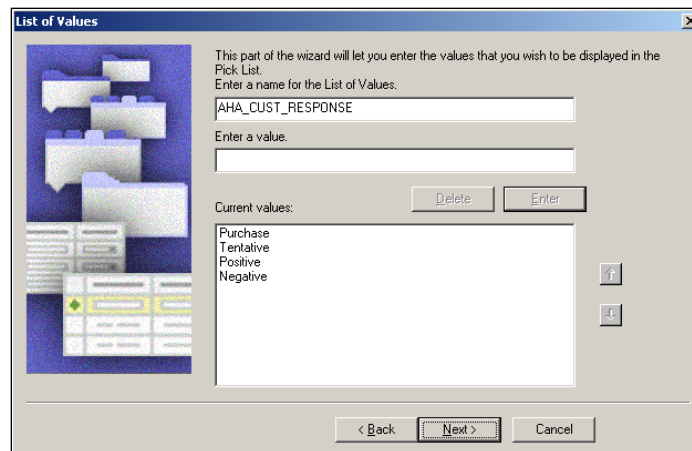 List of Values
This part of the wizard will let you enter the values that you wish to be displayed in the
Pick List.
Enter a name for the List of Values.
AHA_CUST_RESPONSE
Enter a value.
Delete
Enter
Current values:
Purchase
Tentative
Positive
Negative
< Back
Next >
Cancel